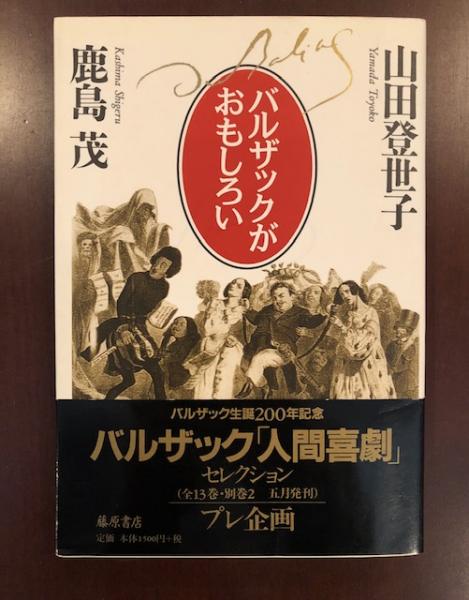 山田登世子
Yamada Toyoko
de Balzac
バルザックが
おもしろい
鹿島 茂
Kashima Shigeru
バルザック生誕200年記念
バルザック「人間喜劇」
セレクション
(全13巻・別巻2 五月発刊)
プレ企画
藤原書店
定価 本体1500円+税